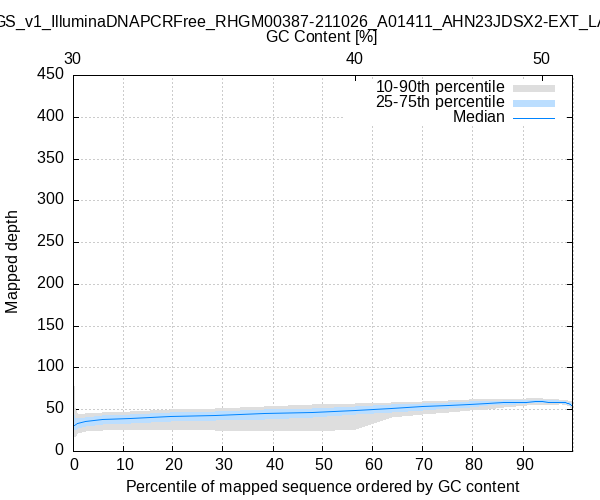 GS_v1_IlluminaDNAPCRFree_RHGM00387-211026_A01411_AHN23JDSX2-EXT_LA
GC Content [%]
30 40 50
450
400
350
300
250
200
150
100
50
0
Mapped depth
10-90th percentile
25-75th percentile
Median
0 10 20 30 40 50 60 70 80 90
Percentile of mapped sequence ordered by GC content